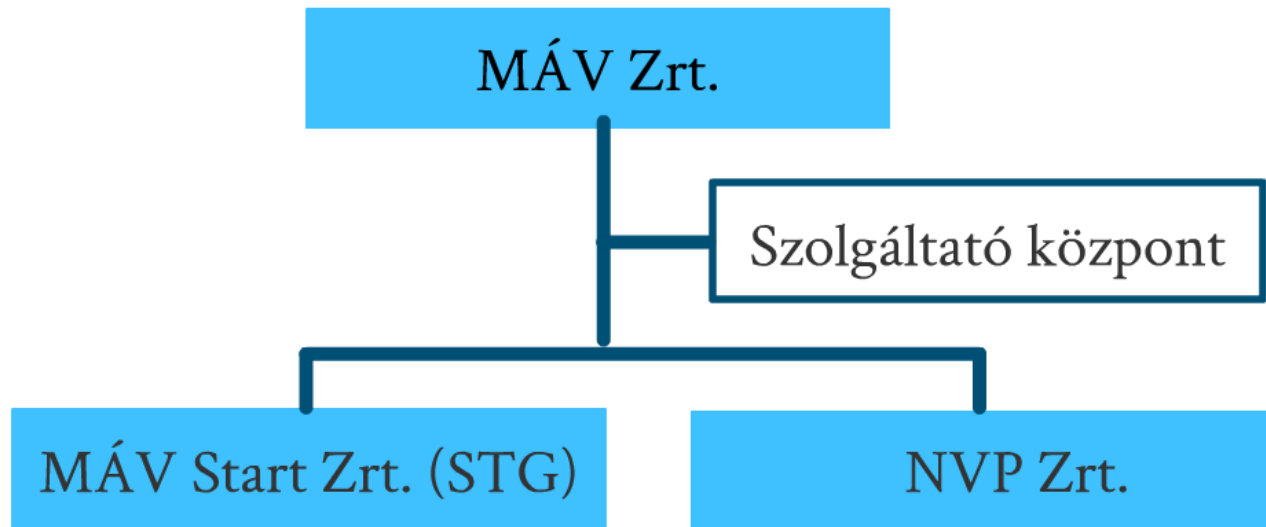 MÁV Zrt.
Szolgáltató központ
MÁV Start Zrt. (STG)
NVP Zrt.